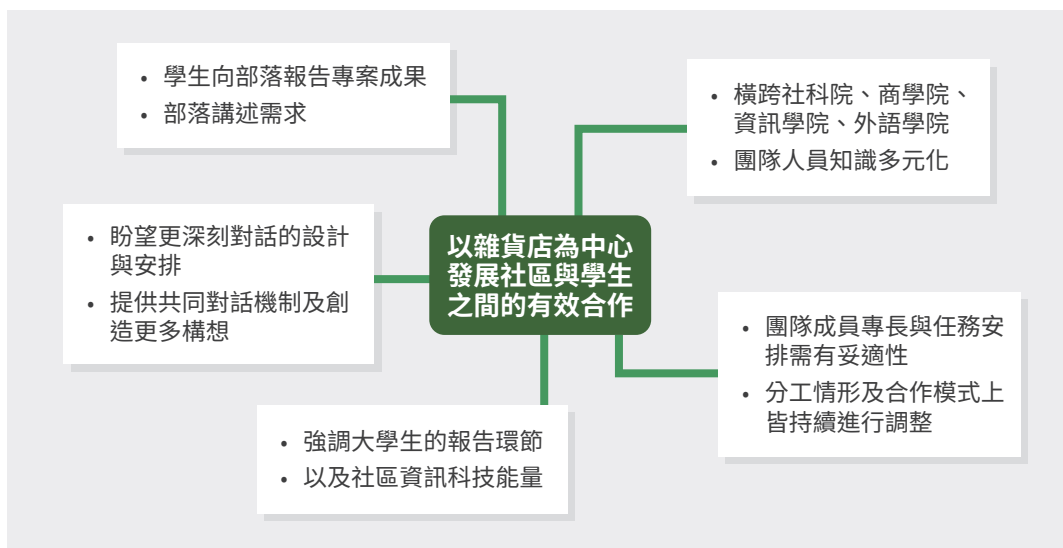 • 學生向部落報告專案成果
• 部落講述需求
• 橫跨社科院、商學院、
資訊學院、外語學院
• 團隊人員知識多元化
• 盼望更深刻對話的設計
與安排
• 提供共同對話機制及創
造更多構想
以雜貨店為中心
發展社區與學生
之間的有效合作
• 團隊成員專長與任務安
排需有妥適性
• 分工情形及合作模式上
皆持續進行調整
• 強調大學生的報告環節
• 以及社區資訊科技能量